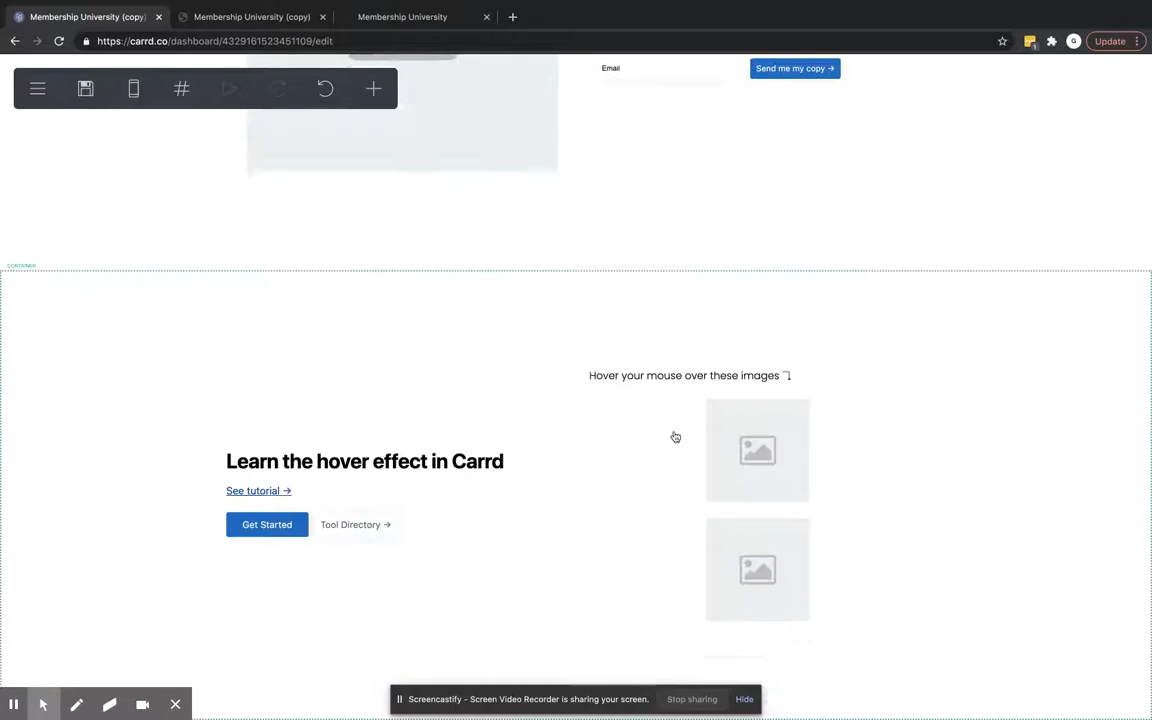 Membership University (copy)
Membership University (copy)
Membership University
https://carrd.co/dashboard/4329161523451109/edit
G
Update
Email
Send me my copy →
CONTAINER
Hover your mouse over these images
Learn the hover effect in Carrd
See tutorial →
Get Started
Tool Directory →
Screencastify - Screen Video Recorder is sharing your screen.
Stop sharing
Hide